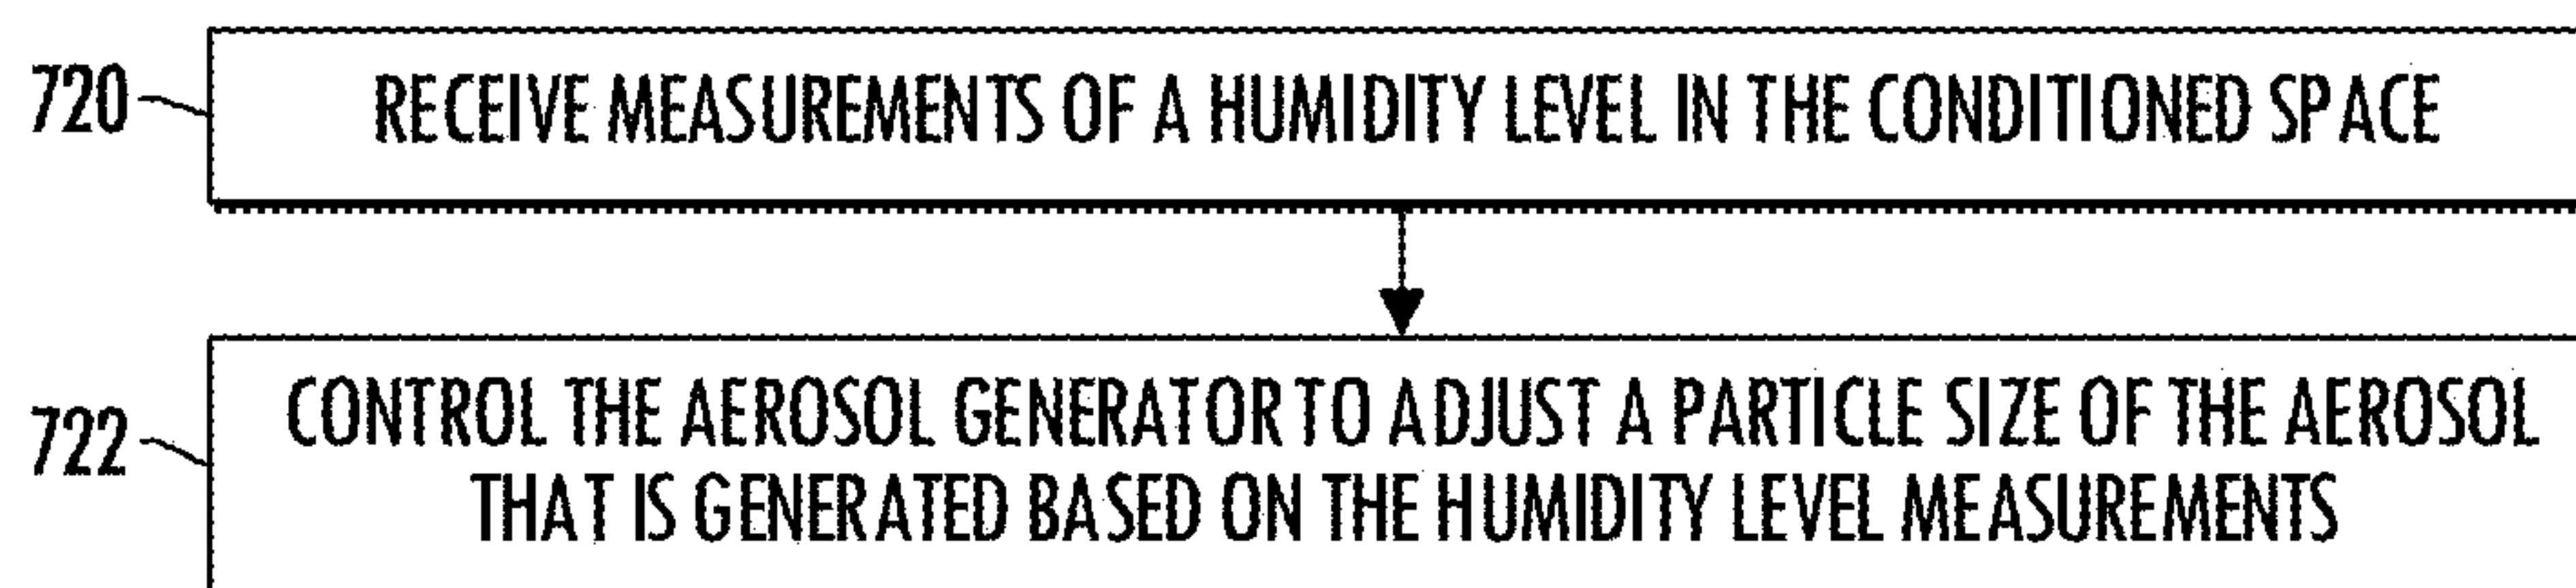 720
RECEIVE MEASUREMENTS OF A HUMIDITY LEVEL IN THE CONDITIONED SPACE
722
CONTROL THE AEROSOL GENERATOR TO ADJUST A PARTICLE SIZE OF THE AEROSOL
THAT IS GENERATED BASED ON THE HUMIDITY LEVEL MEASUREMENTS